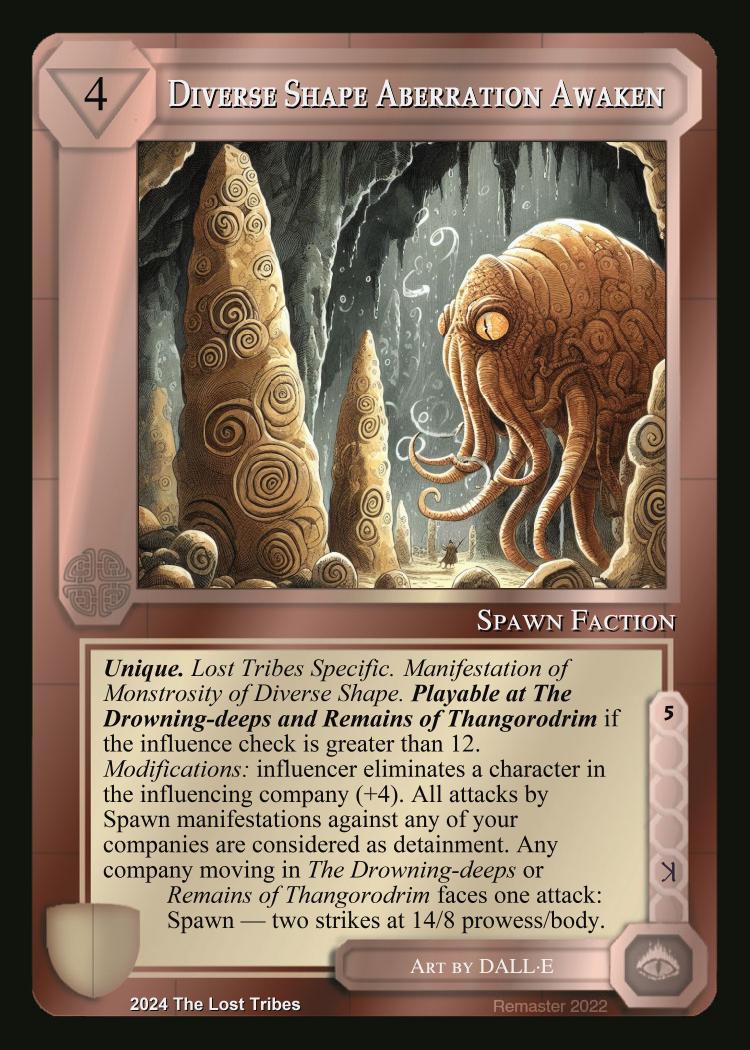 4
Diverse Shape Aberration Awaken
Spawn Faction
Unique. Lost Tribes Specific. Manifestation of
Monstrosity of Diverse Shape. Playable at The
Drowning-deeps and Remains of Thangorodrim if
the influence check is greater than 12.
Modifications: influencer eliminates a character in
the influencing company (+4). All attacks by
Spawn manifestations against any of your
companies are considered as detainment. Any
company moving in The Drowning-deeps or
Remains of Thangorodrim faces one attack:
Spawn — two strikes at 14/8 prowess/body.
5
Art by DALL·E
2024 The Lost Tribes
Remaster 2022